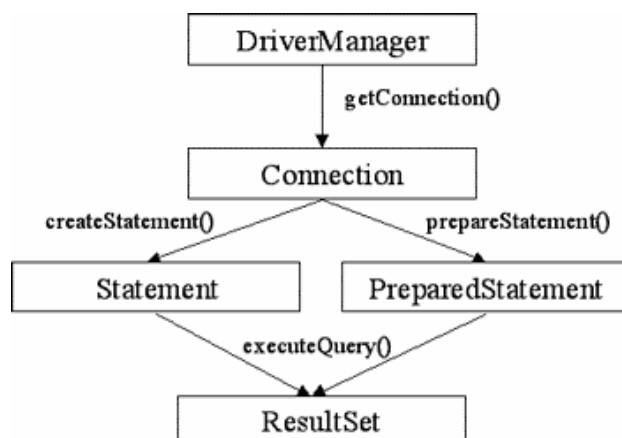 DriverManager
getConnection()
Connection
createStatement()
prepareStatement()
Statement
PreparedStatement
executeQuery()
ResultSet